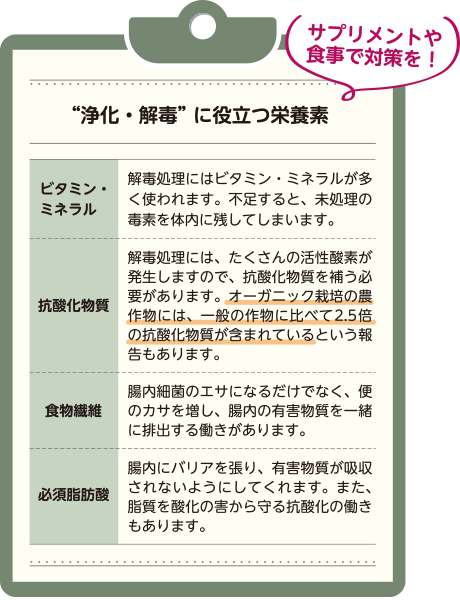 サプリメントや
食事で対策を！
“浄化・解毒” に役立つ栄養素
ビタミン・
ミネラル
解毒処理にはビタミン・ミネラルが多
く使われます。不足すると、未処理の
毒素を体内に残してしまいます。
抗酸化物質
解毒処理には、たくさんの活性酸素が
発生しますので、抗酸化物質を補う必
要があります。オーガニック栽培の農
作物には、一般の作物に比べて2.5倍
の抗酸化物質が含まれているという報
告もあります。
食物繊維
腸内細菌のエサになるだけでなく、便
のカサを増し、腸内の有害物質を一緒
に排出する働きがあります。
必須脂肪酸
腸内にバリアを張り、有害物質が吸収
されないようにしてくれます。また、
脂質を酸化の害から守る抗酸化の働き
もあります。